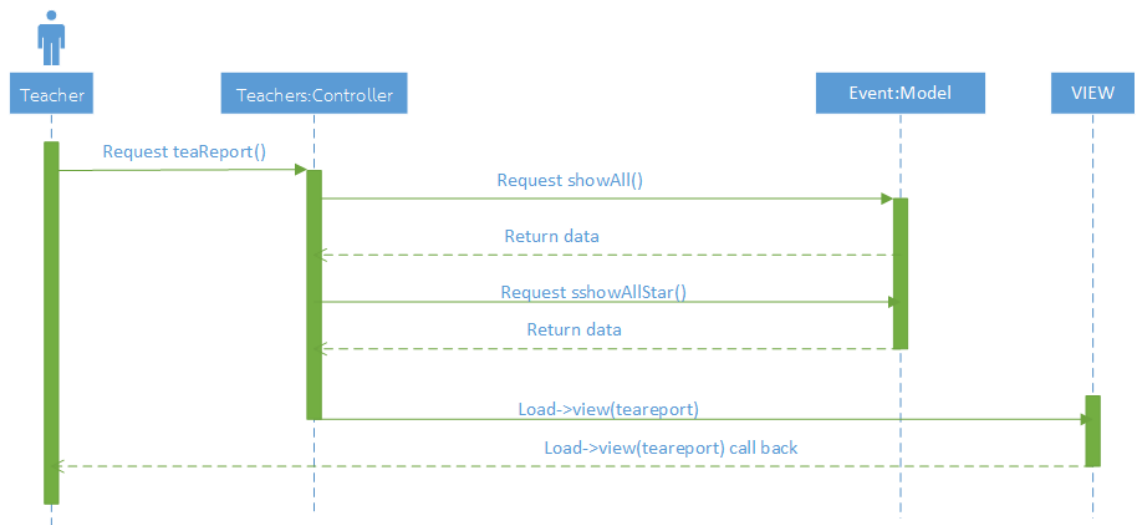 Teacher
Teachers:Controller
Event:Model
VIEW
Request teaReport()
Request showAll()
Return data
Request sshowAllStar()
Return data
Load->view(teareport)
Load->view(teareport) call back